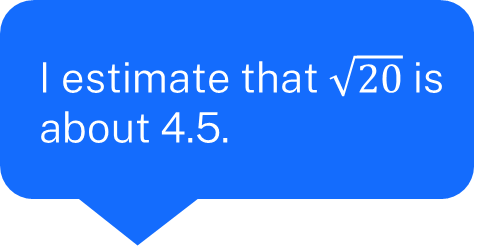 I estimate that √20 is
about 4.5.